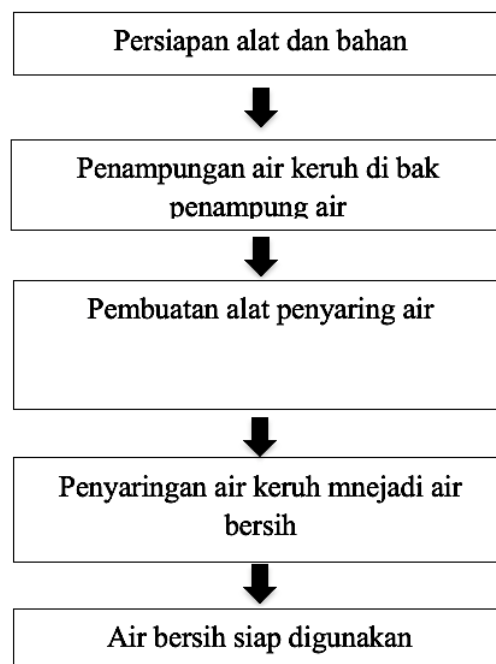 Persiapan alat dan bahan
Penampungan air keruh di bak
penampung air
Pembuatan alat penyaring air
Penyaringan air keruh mnejadi air
bersih
Air bersih siap digunakan